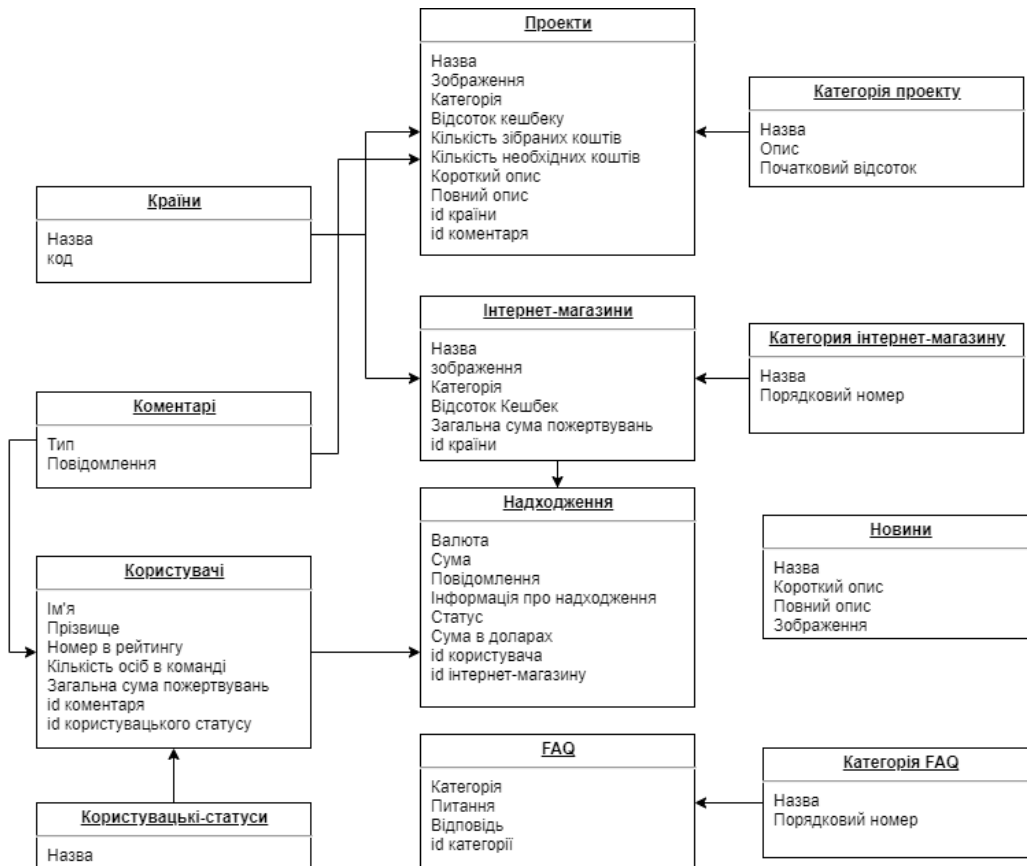 Проекти
Назва
Зображення
Категорія
Відсоток кешбеку
Кількість зібраних коштів
Кількість необхідних коштів
Короткий опис
Повний опис
id країни
id коментаря
Категорія проекту
Назва
Опис
Початковий відсоток
Країни
Назва
код
Інтернет-магазини
Назва
зображення
Категорія
Відсоток Кешбек
Загальна сума пожертвувань
id країни
Категория інтернет-магазину
Назва
Порядковий номер
Коментарі
Тип
Повідомлення
Надходження
Валюта
Сума
Повідомлення
Інформація про надходження
Статус
Сума в доларах
id користувача
id інтернет-магазину
Новини
Назва
Короткий опис
Повний опис
Зображення
Користувачі
Ім'я
Прізвище
Номер в рейтингу
Кількість осіб в команді
Загальна сума пожертвувань
id коментаря
id користувацького статусу
FAQ
Категорія
Питання
Відповідь
id категорії
Категорія FAQ
Назва
Порядковий номер
Користувацькі-статуси
Назва